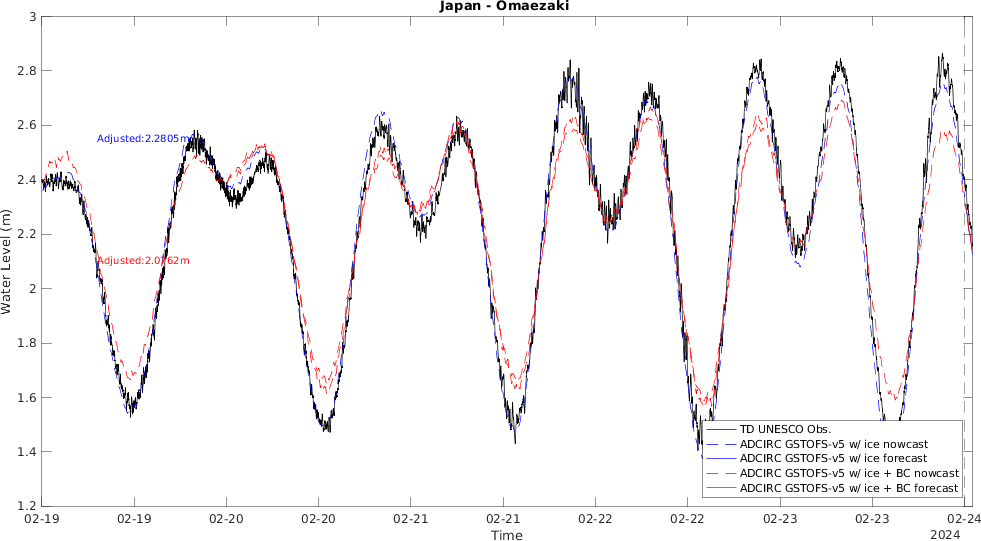 Japan - Omaezaki
3
2.8
2.6
2.4
2.2
2
1.8
1.6
1.4
1.2
Water Level (m)
Adjusted:2.2805m
Adjusted:2.0762m
TD UNESCO Obs.
ADCIRC GSTOFS-v5 w/ ice nowcast
ADCIRC GSTOFS-v5 w/ ice forecast
ADCIRC GSTOFS-v5 w/ ice + BC nowcast
ADCIRC GSTOFS-v5 w/ ice + BC forecast
02-19 02-19 02-20 02-20 02-21 02-21 02-22 02-22 02-23 02-23 02-24
Time
2024